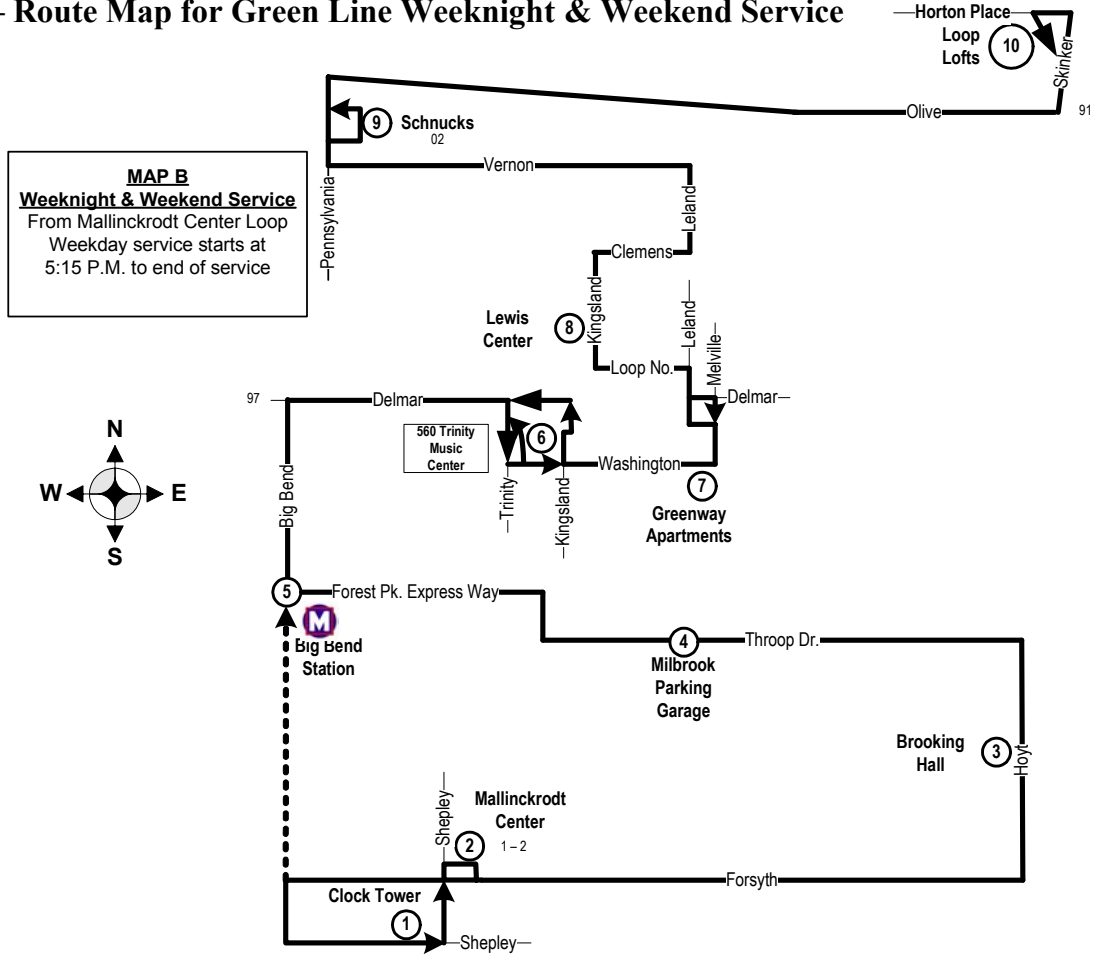 – Route Map for Green Line Weeknight & Weekend Service
Horton Place
Loop
Lofts
10
Skinker
Olive
91
9
Schnucks
02
Vernon
Pennsylvania
Leland
MAP B
Weeknight & Weekend Service
From Mallinckrodt Center Loop
Weekday service starts at
5:15 P.M. to end of service
Clemens
Kingsland
Lewis
Center
8
Leland
Melville
Loop No.
97
Delmar
Delmar
560 Trinity
Music
Center
6
Washington
Trinity
Kingsland
7
Greenway
Apartments
N
W
E
S
Big Bend
5
Forest Pk. Express Way
M
Big Bend
Station
4
Throop Dr.
Milbrook
Parking
Garage
Brooking
Hall
3
Hoyt
Shepley
Mallinckrodt
Center
2
1 – 2
Forsyth
Clock Tower
1
Shepley